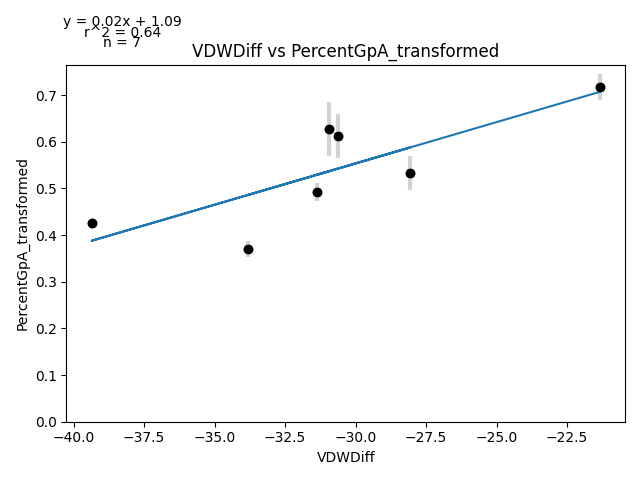 y = 0.02x + 1.09
r^2 = 0.64
n = 7
VDWDiff vs PercentGpA_transformed
PercentGpA_transformed
0.7
0.6
0.5
0.4
0.3
0.2
0.1
0.0
−40.0 −37.5 −35.0 −32.5 −30.0 −27.5 −25.0 −22.5
VDWDiff